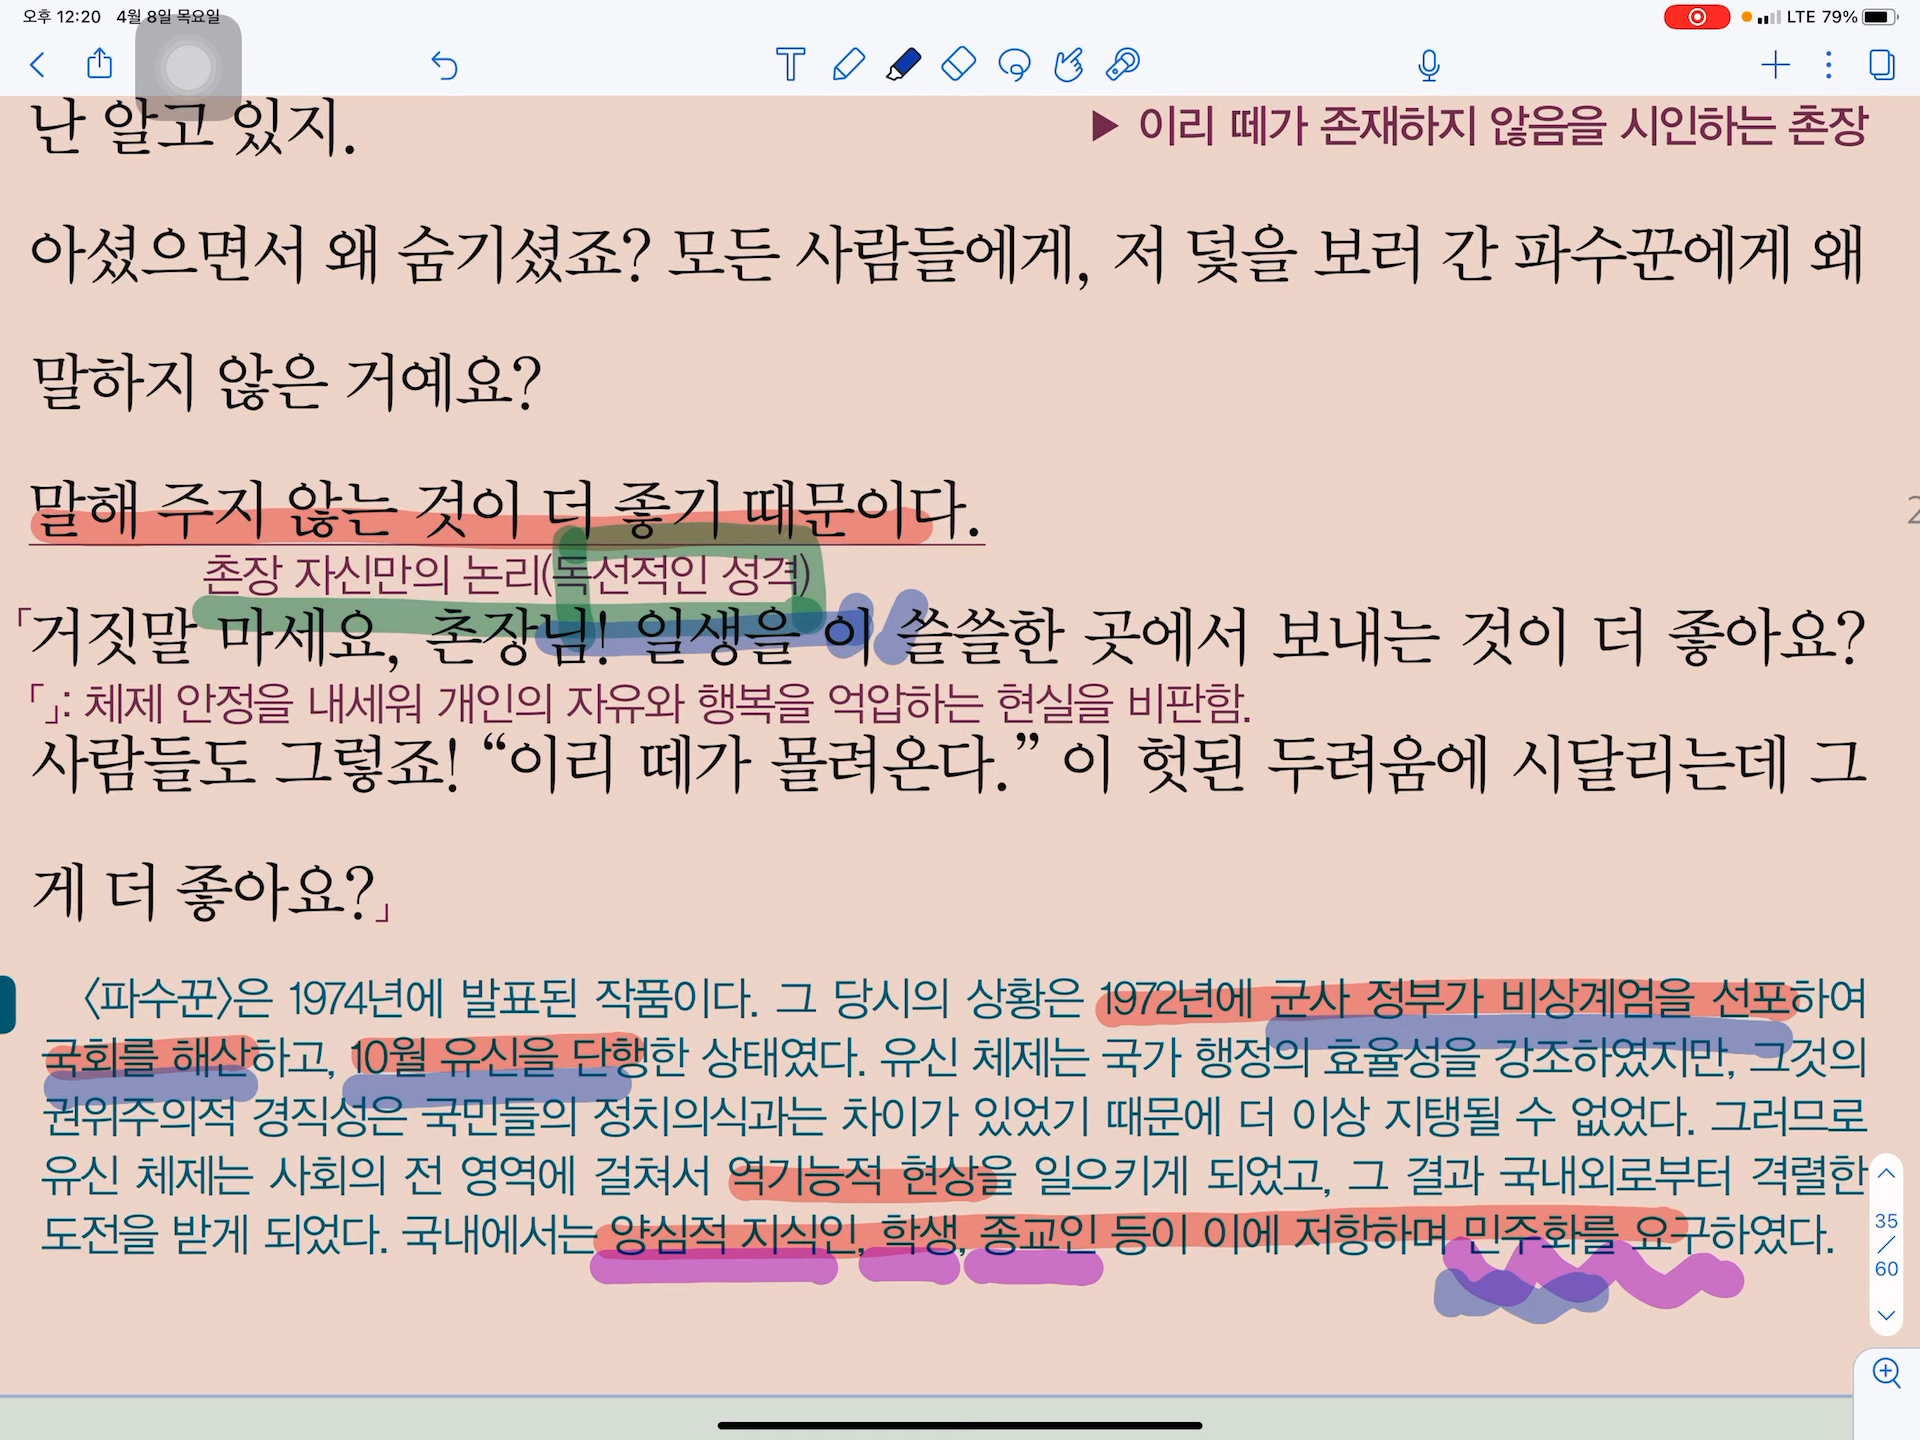 오후 12:20 4월 8일 목요일
LTE 79%
난 알고 있지.
▶ 이리 떼가 존재하지 않음을 시인하는 촌장
아셨으면서 왜 숨기셨죠? 모든 사람들에게, 저 덫을 보러 간 파수꾼에게 왜
말하지 않은 거예요?
말해 주지 않는 것이 더 좋기 때문이다.
2
촌장 자신만의 논리(독선적인 성격)
「거짓말 마세요, 촌장님! 일생을 이 쓸쓸한 곳에서 보내는 것이 더 좋아요?
「」: 체제 안정을 내세워 개인의 자유와 행복을 억압하는 현실을 비판함.
사람들도 그렇죠! “이리 떼가 몰려온다.” 이 헛된 두려움에 시달리는데 그
게 더 좋아요?」
〈파수꾼〉은 1974년에 발표된 작품이다. 그 당시의 상황은 1972년에 군사 정부가 비상계엄을 선포하여
국회를 해산하고, 10월 유신을 단행한 상태였다. 유신 체제는 국가 행정의 효율성을 강조하였지만, 그것의
권위주의적 경직성은 국민들의 정치의식과는 차이가 있었기 때문에 더 이상 지탱될 수 없었다. 그러므로
유신 체제는 사회의 전 영역에 걸쳐서 역기능적 현상을 일으키게 되었고, 그 결과 국내외로부터 격렬한
도전을 받게 되었다. 국내에서는 양심적 지식인, 학생, 종교인 등이 이에 저항하며 민주화를 요구하였다.
35
/
60